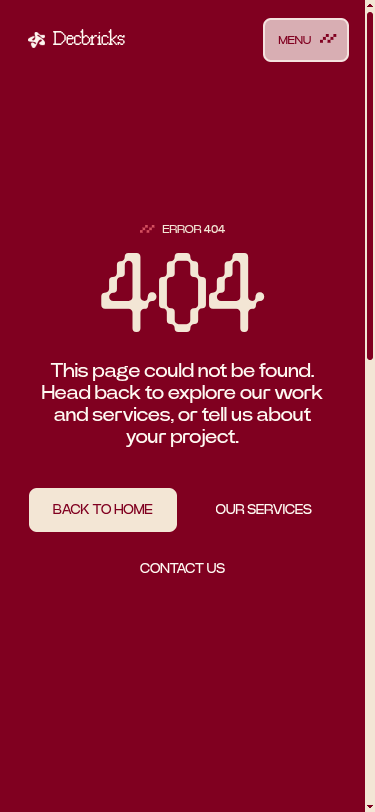 Decbricks
MENU
ERROR 404
404
This page could not be found.
Head back to explore our work
and services, or tell us about
your project.
BACK TO HOME
OUR SERVICES
CONTACT US